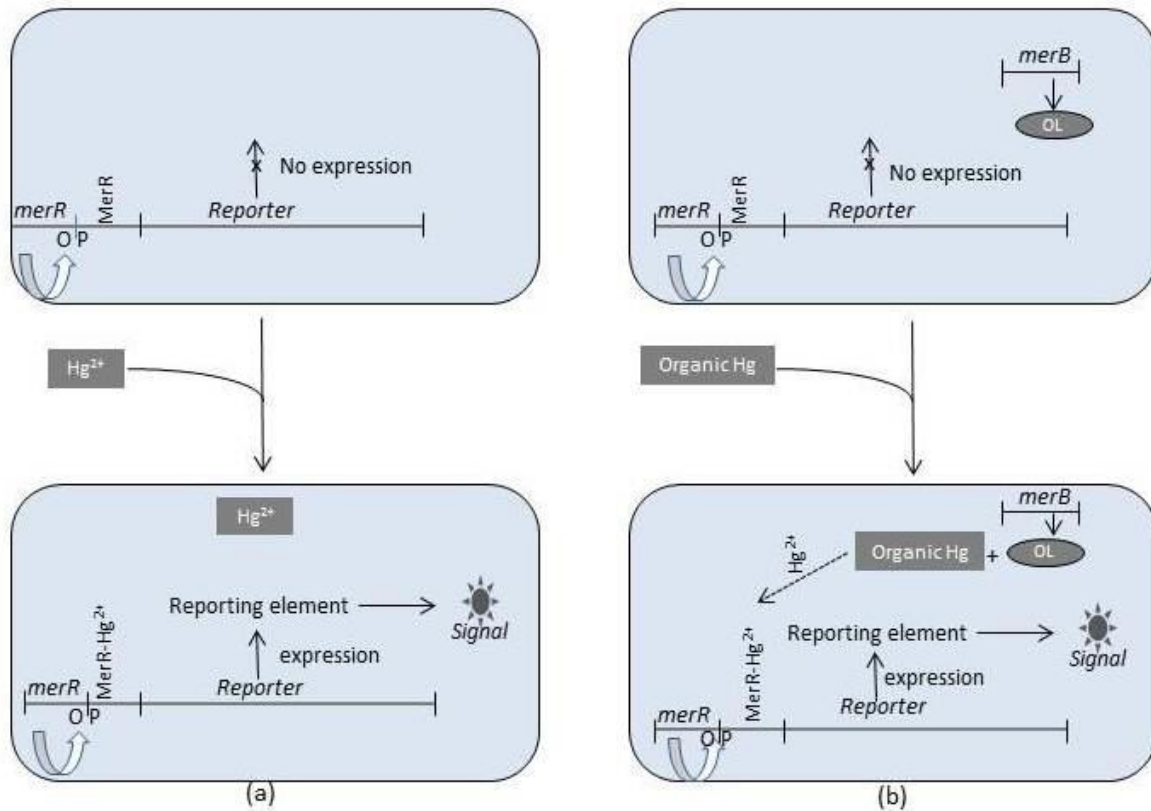 No expression
MerR
merR
Reporter
O P
Hg²⁺
Hg²⁺
Reporting element
Signal
MerR-Hg²⁺
expression
merR
Reporter
O P
(a)
merB
OL
No expression
MerR
merR
Reporter
O P
Organic Hg
merB
Hg²⁺
Organic Hg + OL
MerR-Hg²⁺
Reporting element
Signal
expression
merR
Reporter
O P
(b)